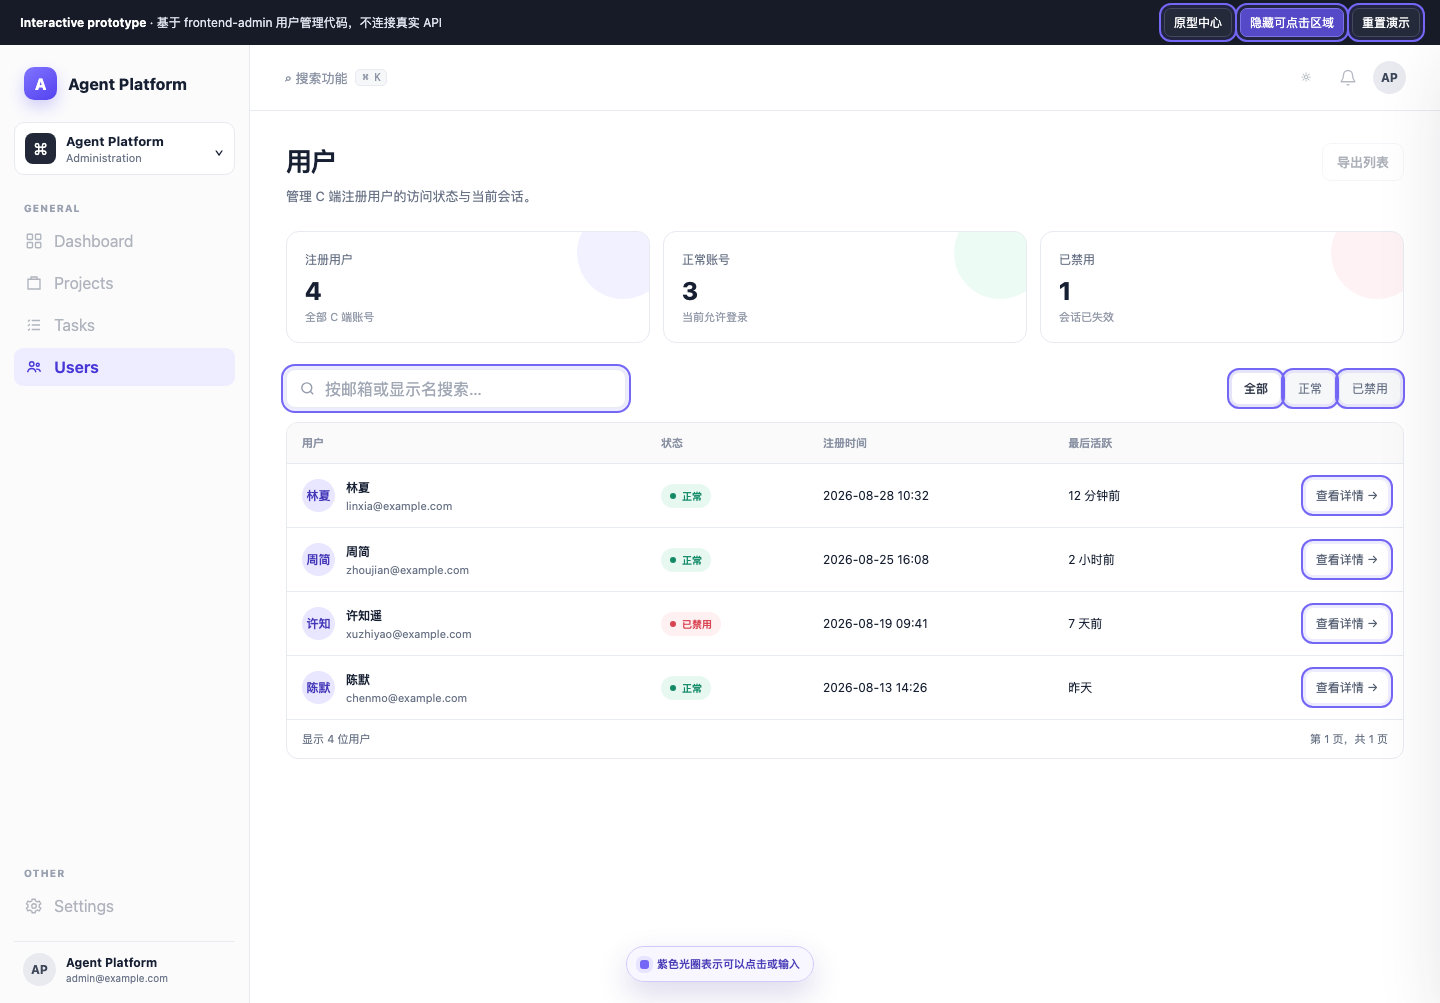 Interactive prototype · 基于 frontend-admin 用户管理代码，不连接真实 API
原型中心
隐藏可点击区域
重置演示
A
Agent Platform
⌘
Agent Platform
Administration
GENERAL
Dashboard
Projects
Tasks
Users
OTHER
Settings
AP
Agent Platform
admin@example.com
搜索功能
⌘ K
AP
用户
管理 C 端注册用户的访问状态与当前会话。
导出列表
注册用户
4
全部 C 端账号
正常账号
3
当前允许登录
已禁用
1
会话已失效
按邮箱或显示名搜索...
全部
正常
已禁用
用户 状态 注册时间 最后活跃
林夏 林夏 linxia@example.com 正常 2026-08-28 10:32 12 分钟前 查看详情 →
周简 周简 zhoujian@example.com 正常 2026-08-25 16:08 2 小时前 查看详情 →
许知 许知遥 xuzhiyao@example.com 已禁用 2026-08-19 09:41 7 天前 查看详情 →
陈默 陈默 chenmo@example.com 正常 2026-08-13 14:26 昨天 查看详情 →
显示 4 位用户
第 1 页，共 1 页
紫色光圈表示可以点击或输入